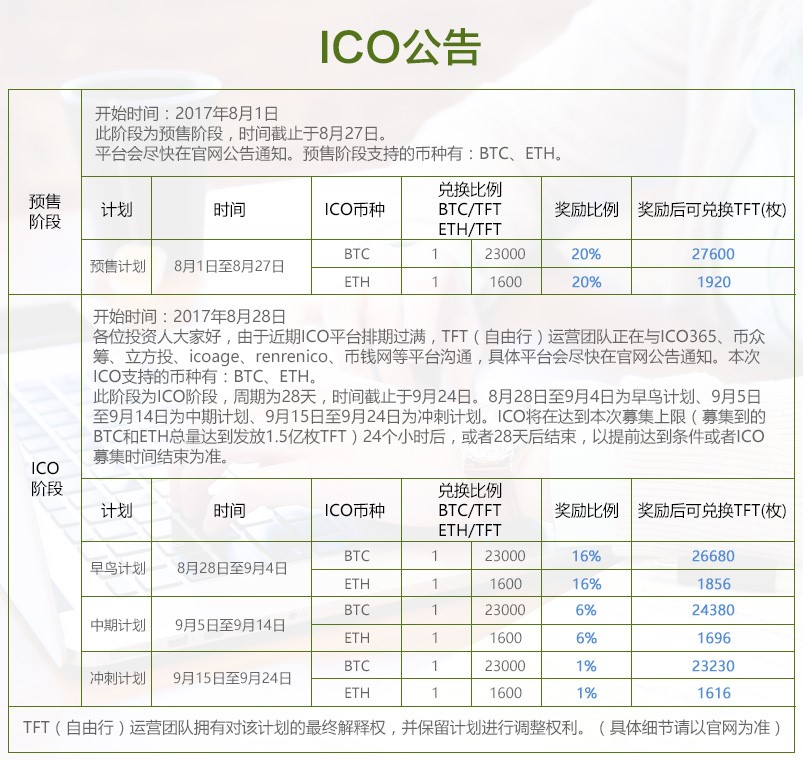 ICO公告
开始时间：2017年8月1日
此阶段为预售阶段，时间截止于8月27日。
平台会尽快在官网公告通知。预售阶段支持的币种有：BTC、ETH。
预售
阶段
计划 时间 ICO币种 兑换比例 奖励比例 奖励后可兑换TFT(枚)
BTC/TFT
ETH/TFT
预售计划 8月1日至8月27日 BTC 1 23000 20% 27600
ETH 1 1600 20% 1920
开始时间：2017年8月28日
各位投资人大家好，由于近期ICO平台排期过满，TFT（自由行）运营团队正在与ICO365、币众
筹、立方投、icoage、renrenico、币钱网等平台沟通，具体平台会尽快在官网公告通知。本次
ICO支持的币种有：BTC、ETH。
此阶段为ICO阶段，周期为28天，时间截止于9月24日。8月28日至9月4日为早鸟计划、9月5日
至9月14日为中期计划、9月15日至9月24日为冲刺计划。ICO将在达到本次募集上限（募集到的
BTC和ETH总量达到发放1.5亿枚TFT）24个小时后，或者28天后结束，以提前达到条件或者ICO
募集时间结束为准。
ICO
阶段
计划 时间 ICO币种 兑换比例 奖励比例 奖励后可兑换TFT(枚)
BTC/TFT
ETH/TFT
早鸟计划 8月28日至9月4日 BTC 1 23000 16% 26680
ETH 1 1600 16% 1856
中期计划 9月5日至9月14日 BTC 1 23000 6% 24380
ETH 1 1600 6% 1696
冲刺计划 9月15日至9月24日 BTC 1 23000 1% 23230
ETH 1 1600 1% 1616
TFT（自由行）运营团队拥有对该计划的最终解释权，并保留计划进行调整权利。（具体细节请以官网为准）